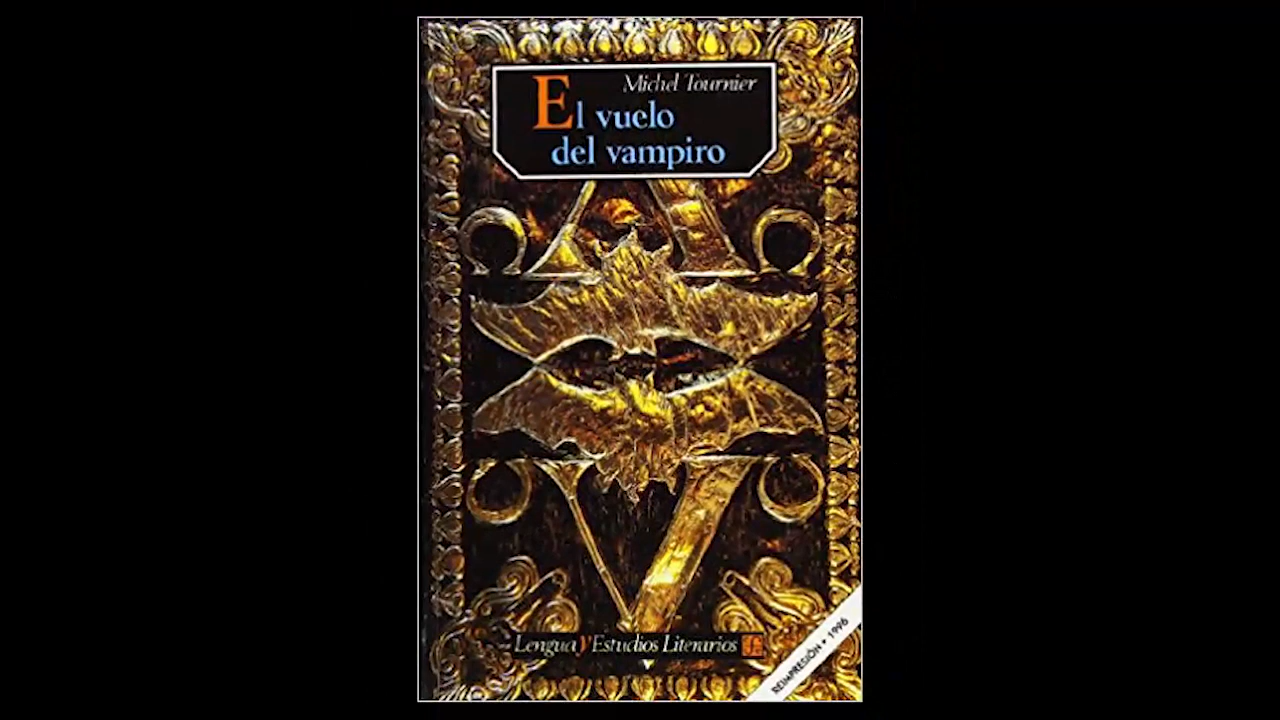 Michel Tournier
El vuelo
del vampiro
Lengua y Estudios Literarios
REIMPRESIÓN • 1996